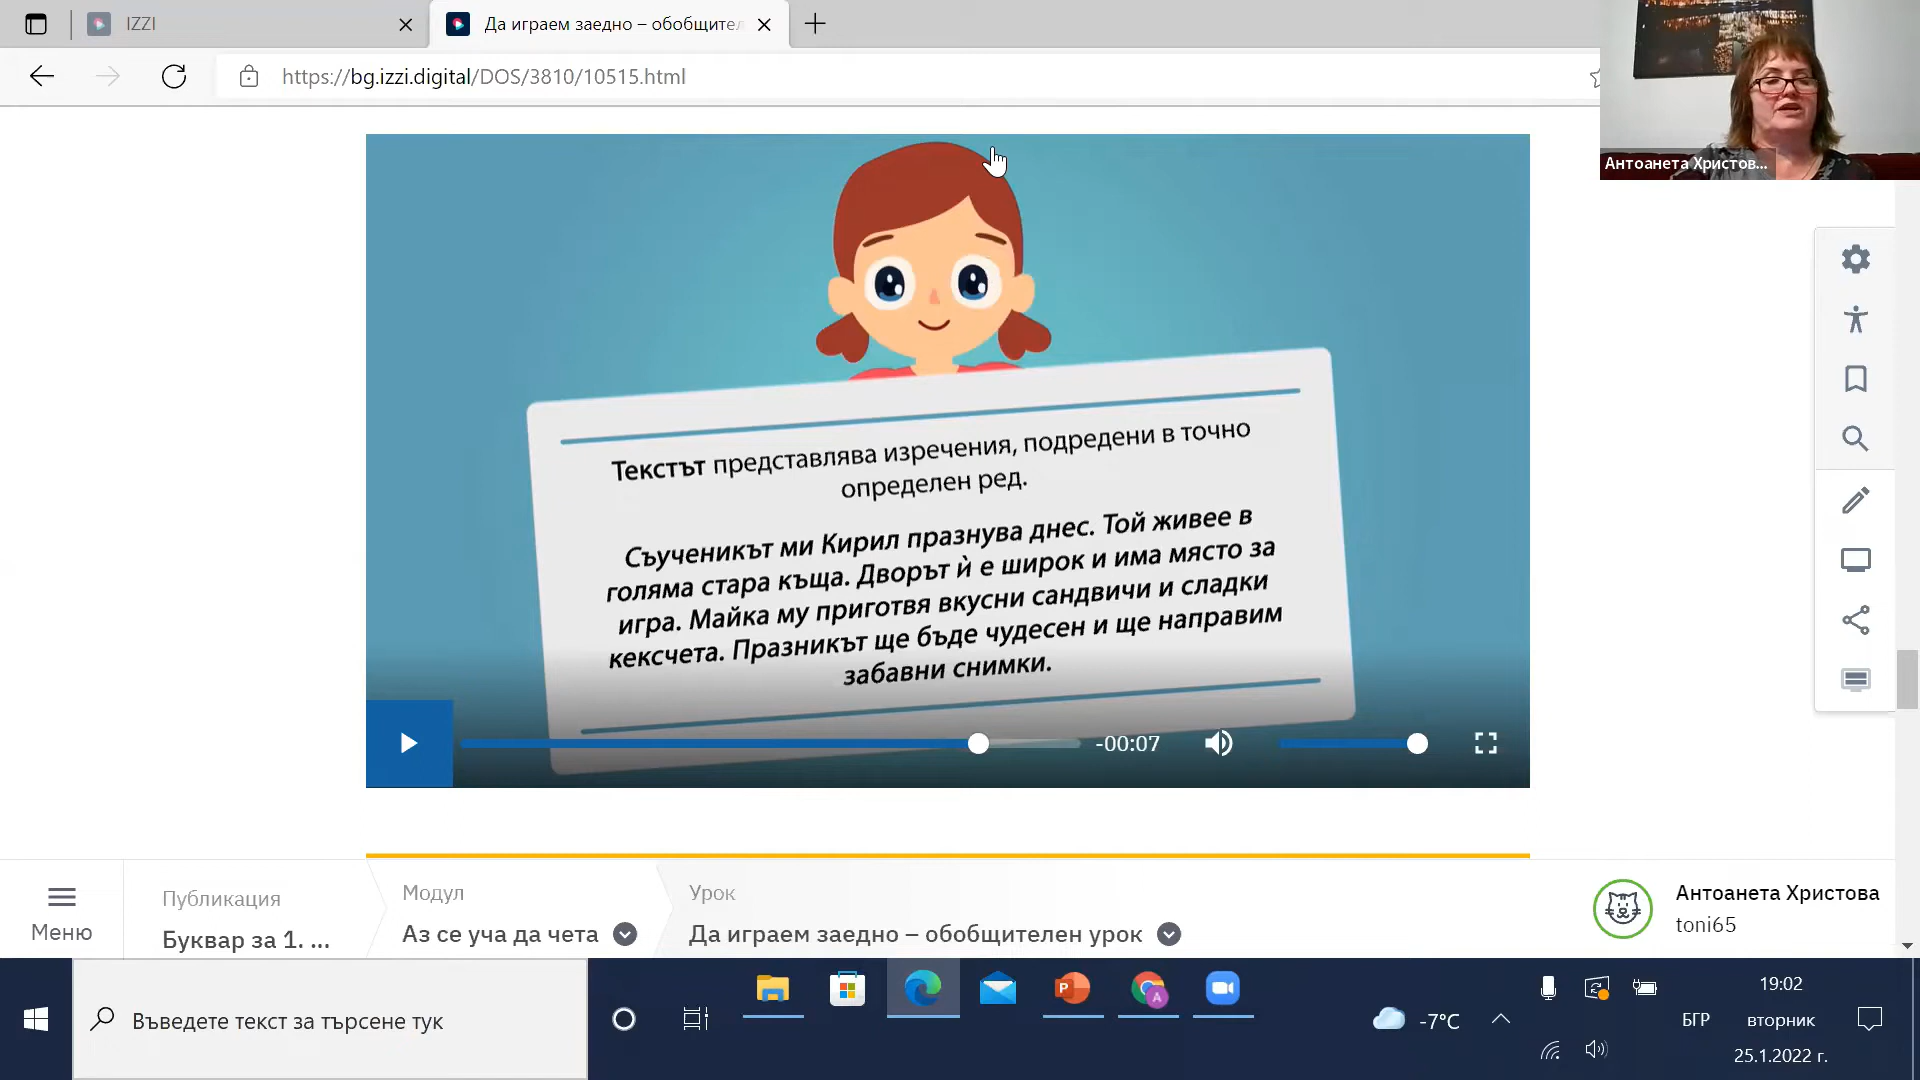 IZZI
Да играем заедно – обобщител
https://bg.izzi.digital/DOS/3810/10515.html
Антоанета Христов...
Текстът представлява изречения, подредени в точно
определен ред.
Съученикът ми Кирил празнува днес. Той живее в
голяма стара къща. Дворът ѝ е широк и има място за
игра. Майка му приготвя вкусни сандвичи и сладки
кексчета. Празникът ще бъде чудесен и ще направим
забавни снимки.
-00:07
Меню
Публикация
Буквар за 1. ...
Модул
Аз се уча да чета
Урок
Да играем заедно – обобщителен урок
Антоанета Христова
toni65
Въведете текст за търсене тук
P
A
-7°C
БГР
19:02
вторник
25.1.2022 г.